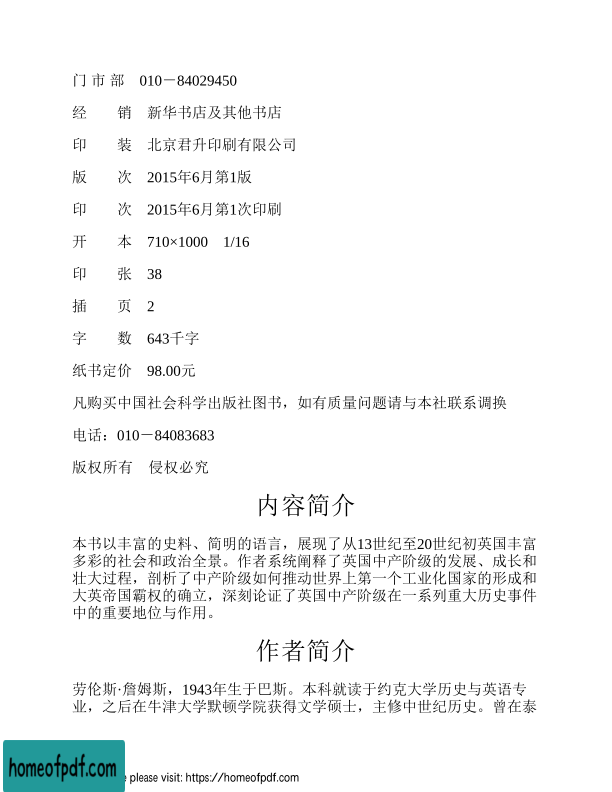 门 市 部　010－84029450
经　　销　新华书店及其他书店
印　　装　北京君升印刷有限公司
版　　次　2015年6月第1版
印　　次　2015年6月第1次印刷
开　　本　710×1000　1/16
印　　张　38
插　　页　2
字　　数　643千字
纸书定价　98.00元
凡购买中国社会科学出版社图书，如有质量问题请与本社联系调换
电话：010－84083683
版权所有　侵权必究
内容简介
本书以丰富的史料、简明的语言，展现了从13世纪至20世纪初英国丰富
多彩的社会和政治全景。作者系统阐释了英国中产阶级的发展、成长和
壮大过程，剖析了中产阶级如何推动世界上第一个工业化国家的形成和
大英帝国霸权的确立，深刻论证了英国中产阶级在一系列重大历史事件
中的重要地位与作用。
作者简介
劳伦斯·詹姆斯，1943年生于巴斯。本科就读于约克大学历史与英语专
业，之后在牛津大学默顿学院获得文学硕士，主修中世纪历史。曾在泰
homeofpdf.com
please visit: https://homeofpdf.com